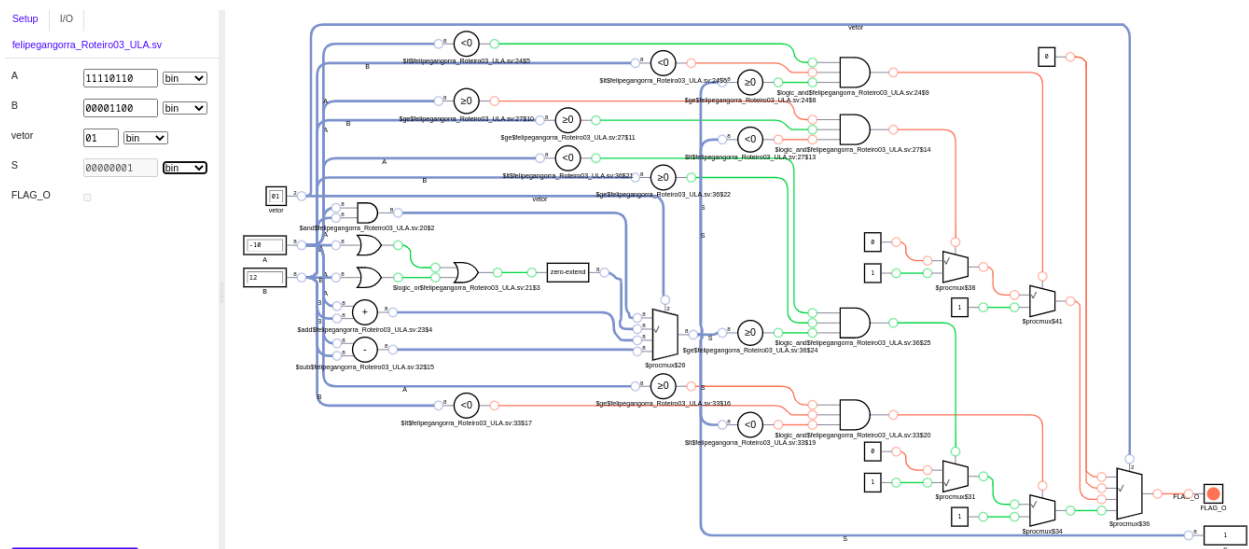 Setup I/O
felipegangorra_Roteiro03_ULA.sv
A 11110110 bin
B 00001100 bin
vetor 01 bin
S 00000001 bin
FLAG_O
vetor
<0
$lt$felipegangorra_Roteiro03_ULA.sv:24$5
B
<0
≥0
$ge$felipegangorra_Roteiro03_ULA.sv:24$8
$logic_and$felipegangorra_Roteiro03_ULA.sv:24$9
0
A
≥0
$ge$felipegangorra_Roteiro03_ULA.sv:27$10
B
≥0
$ge$felipegangorra_Roteiro03_ULA.sv:27$11
A
<0
$lt$felipegangorra_Roteiro03_ULA.sv:27$13
$logic_and$felipegangorra_Roteiro03_ULA.sv:27$14
A
<0
$lt$felipegangorra_Roteiro03_ULA.sv:36$21
B
≥0
$ge$felipegangorra_Roteiro03_ULA.sv:36$22
01
vetor
vetor
S
$and$felipegangorra_Roteiro03_ULA.sv:20$2
S
-10
A
12
B
$logic_or$felipegangorra_Roteiro03_ULA.sv:21$3
zero-extend
0
1
$procmux$38
1
$procmux$41
+
$add$felipegangorra_Roteiro03_ULA.sv:23$4
-
$sub$felipegangorra_Roteiro03_ULA.sv:32$15
$procmux$26
S
≥0
$ge$felipegangorra_Roteiro03_ULA.sv:36$24
$logic_and$felipegangorra_Roteiro03_ULA.sv:36$25
A
≥0
$ge$felipegangorra_Roteiro03_ULA.sv:33$16
S
B
<0
$lt$felipegangorra_Roteiro03_ULA.sv:33$17
<0
$lt$felipegangorra_Roteiro03_ULA.sv:33$19
$logic_and$felipegangorra_Roteiro03_ULA.sv:33$20
0
1
$procmux$31
1
$procmux$34
$procmux$36
FLAG_O
FLAG_O
S
1